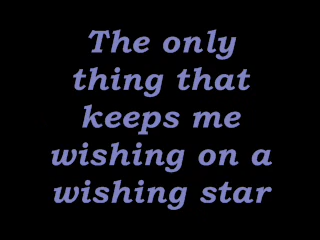 The only
thing that
keeps me
wishing on a
wishing star